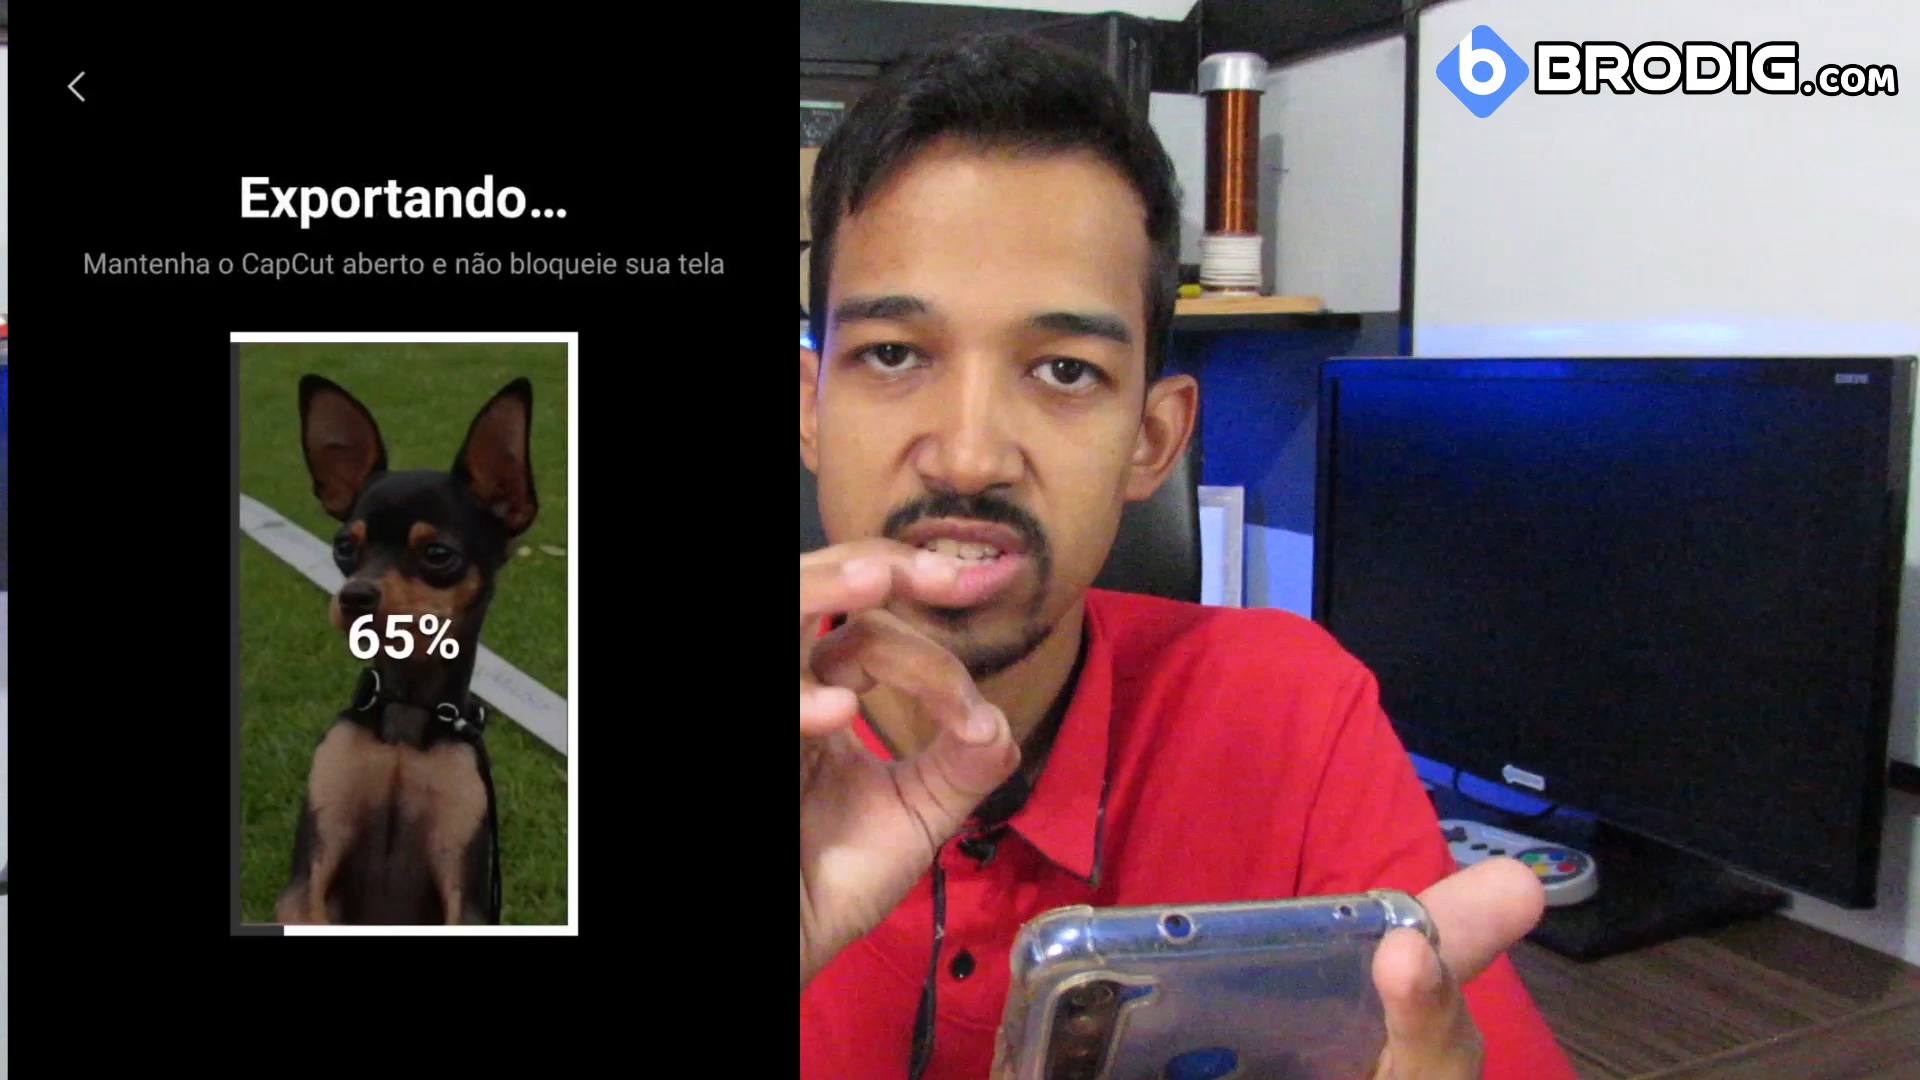 Exportando...
Mantenha o CapCut aberto e não bloqueie sua tela
65%
BRODIG.COM